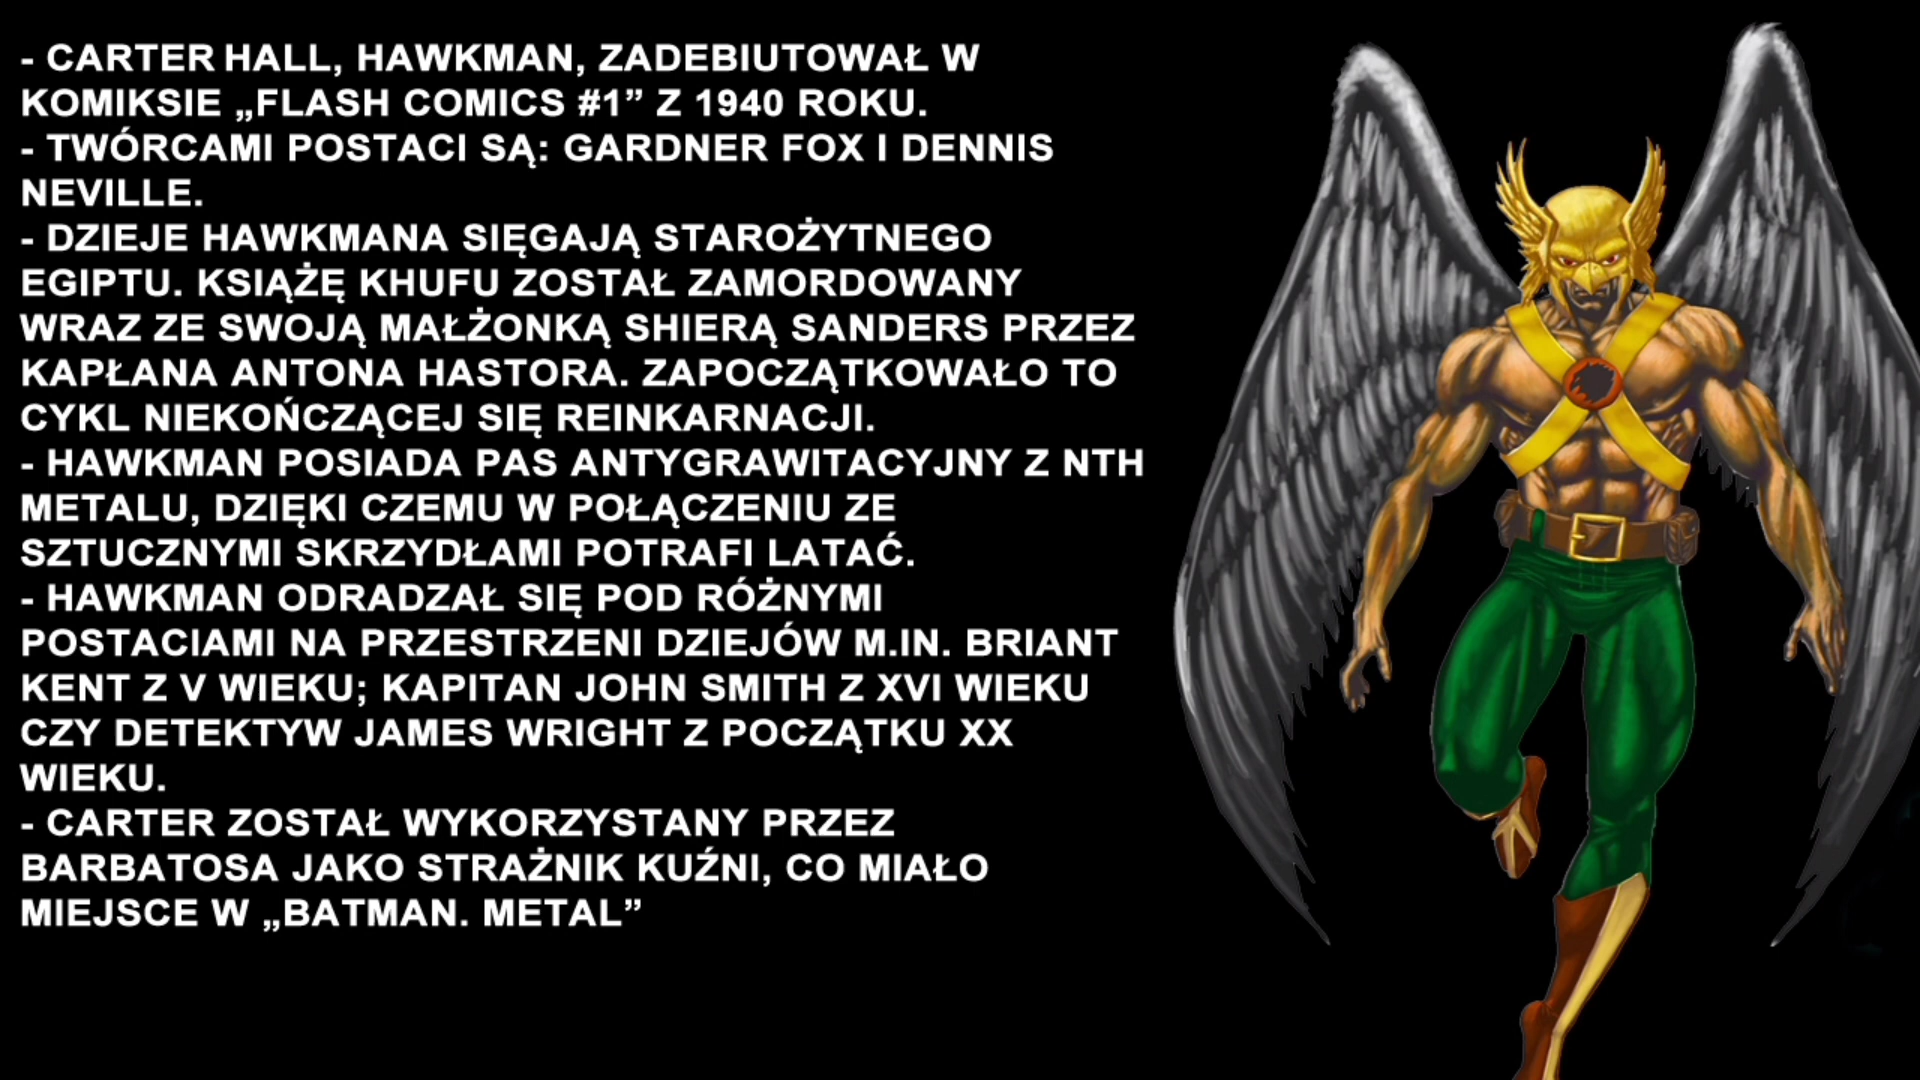 - CARTER HALL, HAWKMAN, ZADEBIUTOWAŁ W
KOMIKSIE „FLASH COMICS #1” Z 1940 ROKU.
- TWÓRCAMI POSTACI SĄ: GARDNER FOX I DENNIS
NEVILLE.
- DZIEJE HAWKMANA SIĘGAJĄ STAROŻYTNEGO
EGIPTU. KSIĄŻĘ KHUFU ZOSTAŁ ZAMORDOWANY
WRAZ ZE SWOJĄ MAŁŻONKĄ SHIERĄ SANDERS PRZEZ
KAPŁANA ANTONA HASTORA. ZAPOCZĄTKOWAŁO TO
CYKL NIEKOŃCZĄCEJ SIĘ REINKARNACJI.
- HAWKMAN POSIADA PAS ANTYGRAWITACYJNY Z NTH
METALU, DZIĘKI CZEMU W POŁĄCZENIU ZE
SZTUCZNYMI SKRZYDŁAMI POTRAFI LATAĆ.
- HAWKMAN ODRADZAŁ SIĘ POD RÓŻNYMI
POSTACIAMI NA PRZESTRZENI DZIEJÓW M.IN. BRIANT
KENT Z V WIEKU; KAPITAN JOHN SMITH Z XVI WIEKU
CZY DETEKTYW JAMES WRIGHT Z POCZĄTKU XX
WIEKU.
- CARTER ZOSTAŁ WYKORZYSTANY PRZEZ
BARBATOSA JAKO STRAŻNIK KUŹNI, CO MIAŁO
MIEJSCE W „BATMAN. METAL”